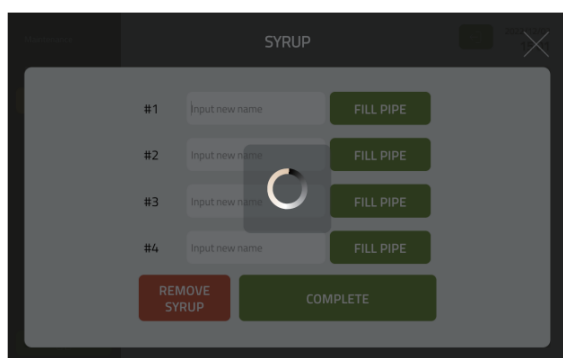 SYRUP
#1 Input new name FILL PIPE
#2 Input new name FILL PIPE
#3 Input new name FILL PIPE
#4 Input new name FILL PIPE
REMOVE
SYRUP
COMPLETE